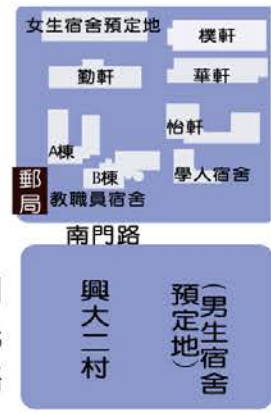 女生宿舍預定地
樸軒
勤軒
華軒
怡軒
A棟
B棟
學人宿舍
郵局
教職員宿舍
南門路
興大二村
(男生宿舍
預定地)